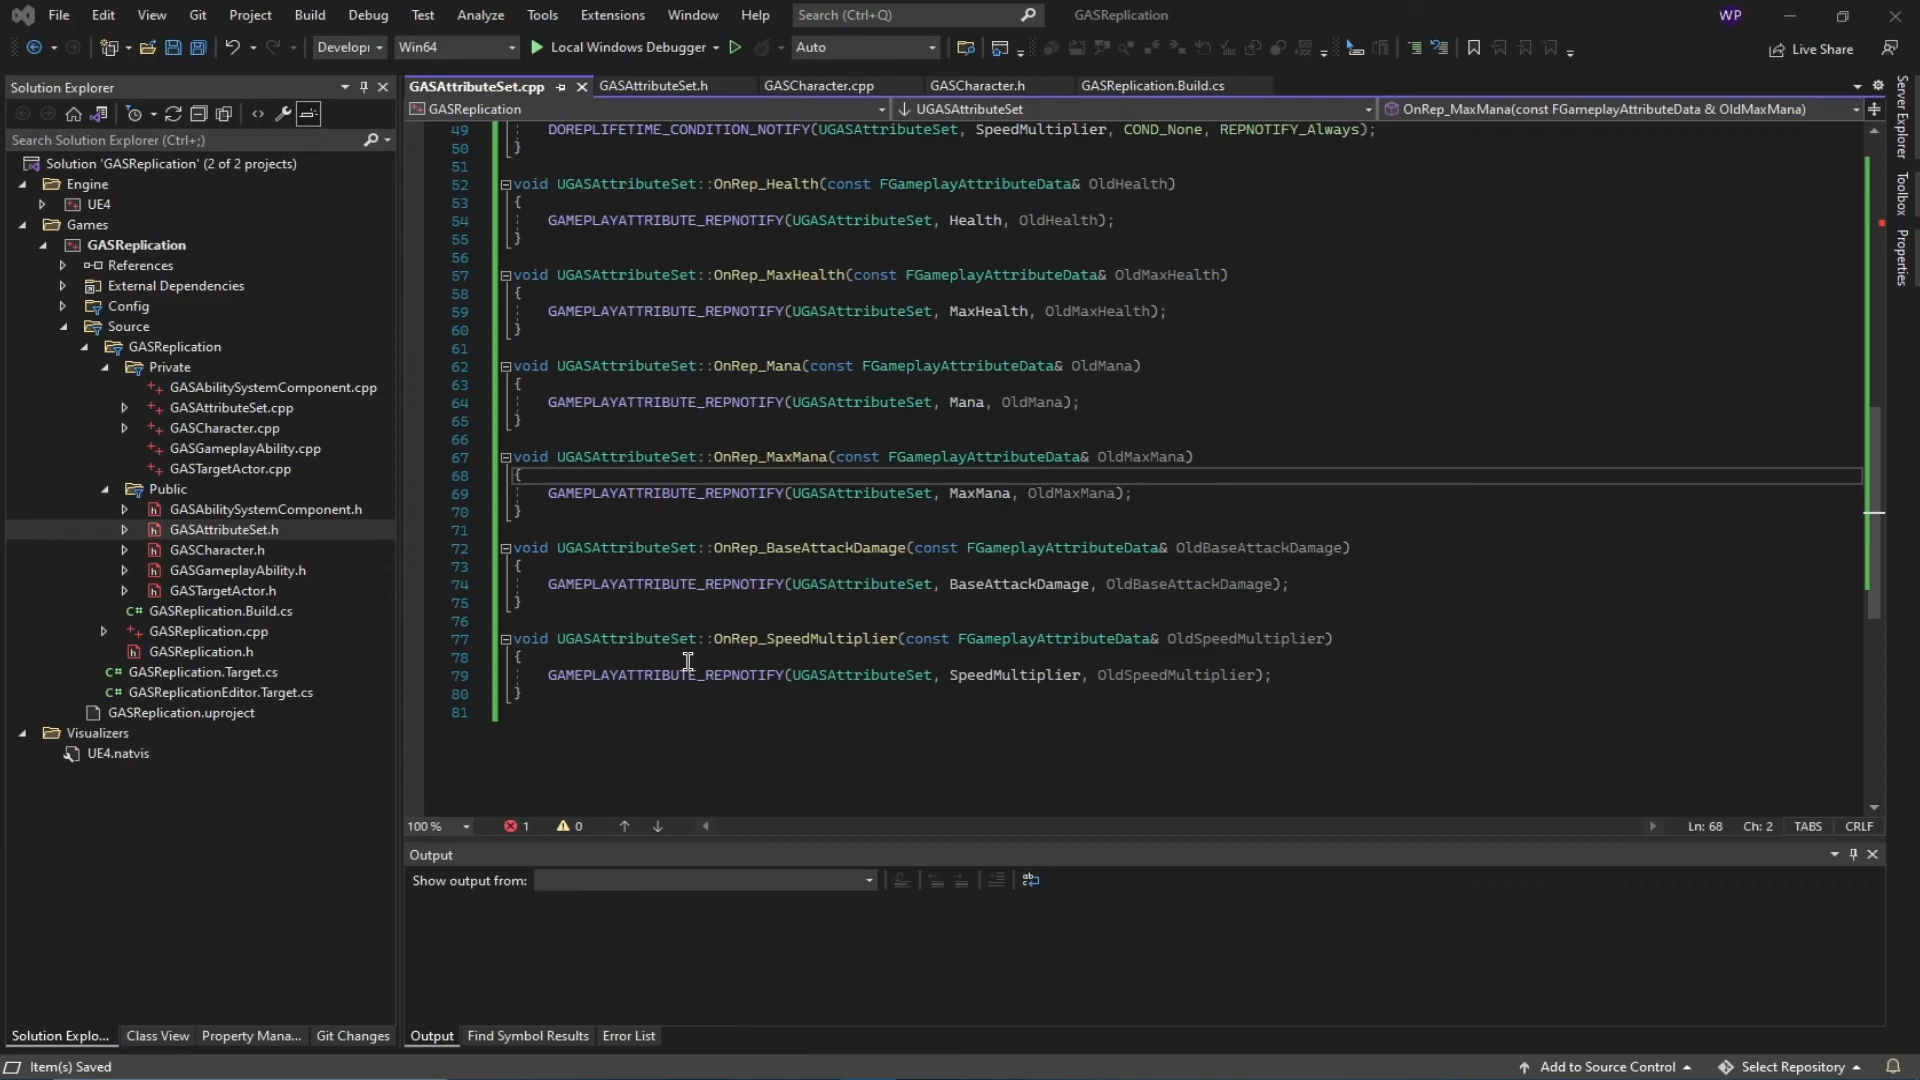 File Edit View Git Project Build Debug Test Analyze Tools Extensions Window Help Search (Ctrl+Q) GASReplication WP
Developi Win64 Local Windows Debugger Auto Live Share
Solution Explorer
Search Solution Explorer (Ctrl+;)
Solution 'GASReplication' (2 of 2 projects)
Engine
UE4
Games
GASReplication
References
External Dependencies
Config
Source
GASReplication
Private
GASAbilitySystemComponent.cpp
GASAttributeSet.cpp
GASCharacter.cpp
GASGameplayAbility.cpp
GASTargetActor.cpp
Public
GASAbilitySystemComponent.h
GASAttributeSet.h
GASCharacter.h
GASGameplayAbility.h
GASTargetActor.h
C# GASReplication.Build.cs
GASReplication.cpp
GASReplication.h
C# GASReplication.Target.cs
C# GASReplicationEditor.Target.cs
GASReplication.uproject
Visualizers
UE4.natvis
Solution Explo... Class View Property Mana... Git Changes
GASAttributeSet.cpp GASAttributeSet.h GASCharacter.cpp GASCharacter.h GASReplication.Build.cs
GASReplication UGASAttributeSet OnRep_MaxMana(const FGameplayAttributeData & OldMaxMana)
49 DOREPLIFETIME_CONDITION_NOTIFY(UGASAttributeSet, SpeedMultiplier, COND_None, REPNOTIFY_Always);
50 }
51
52 void UGASAttributeSet::OnRep_Health(const FGameplayAttributeData& OldHealth)
53 {
54 GAMEPLAYATTRIBUTE_REPNOTIFY(UGASAttributeSet, Health, OldHealth);
55 }
56
57 void UGASAttributeSet::OnRep_MaxHealth(const FGameplayAttributeData& OldMaxHealth)
58 {
59 GAMEPLAYATTRIBUTE_REPNOTIFY(UGASAttributeSet, MaxHealth, OldMaxHealth);
60 }
61
62 void UGASAttributeSet::OnRep_Mana(const FGameplayAttributeData& OldMana)
63 {
64 GAMEPLAYATTRIBUTE_REPNOTIFY(UGASAttributeSet, Mana, OldMana);
65 }
66
67 void UGASAttributeSet::OnRep_MaxMana(const FGameplayAttributeData& OldMaxMana)
68 {
69 GAMEPLAYATTRIBUTE_REPNOTIFY(UGASAttributeSet, MaxMana, OldMaxMana);
70 }
71
72 void UGASAttributeSet::OnRep_BaseAttackDamage(const FGameplayAttributeData& OldBaseAttackDamage)
73 {
74 GAMEPLAYATTRIBUTE_REPNOTIFY(UGASAttributeSet, BaseAttackDamage, OldBaseAttackDamage);
75 }
76
77 void UGASAttributeSet::OnRep_SpeedMultiplier(const FGameplayAttributeData& OldSpeedMultiplier)
78 {
79 GAMEPLAYATTRIBUTE_REPNOTIFY(UGASAttributeSet, SpeedMultiplier, OldSpeedMultiplier);
80 }
81
100 % 1 0 Ln: 68 Ch: 2 TABS CRLF
Output
Show output from:
Output Find Symbol Results Error List
Server Explorer
Toolbox
Properties
Item(s) Saved Add to Source Control Select Repository